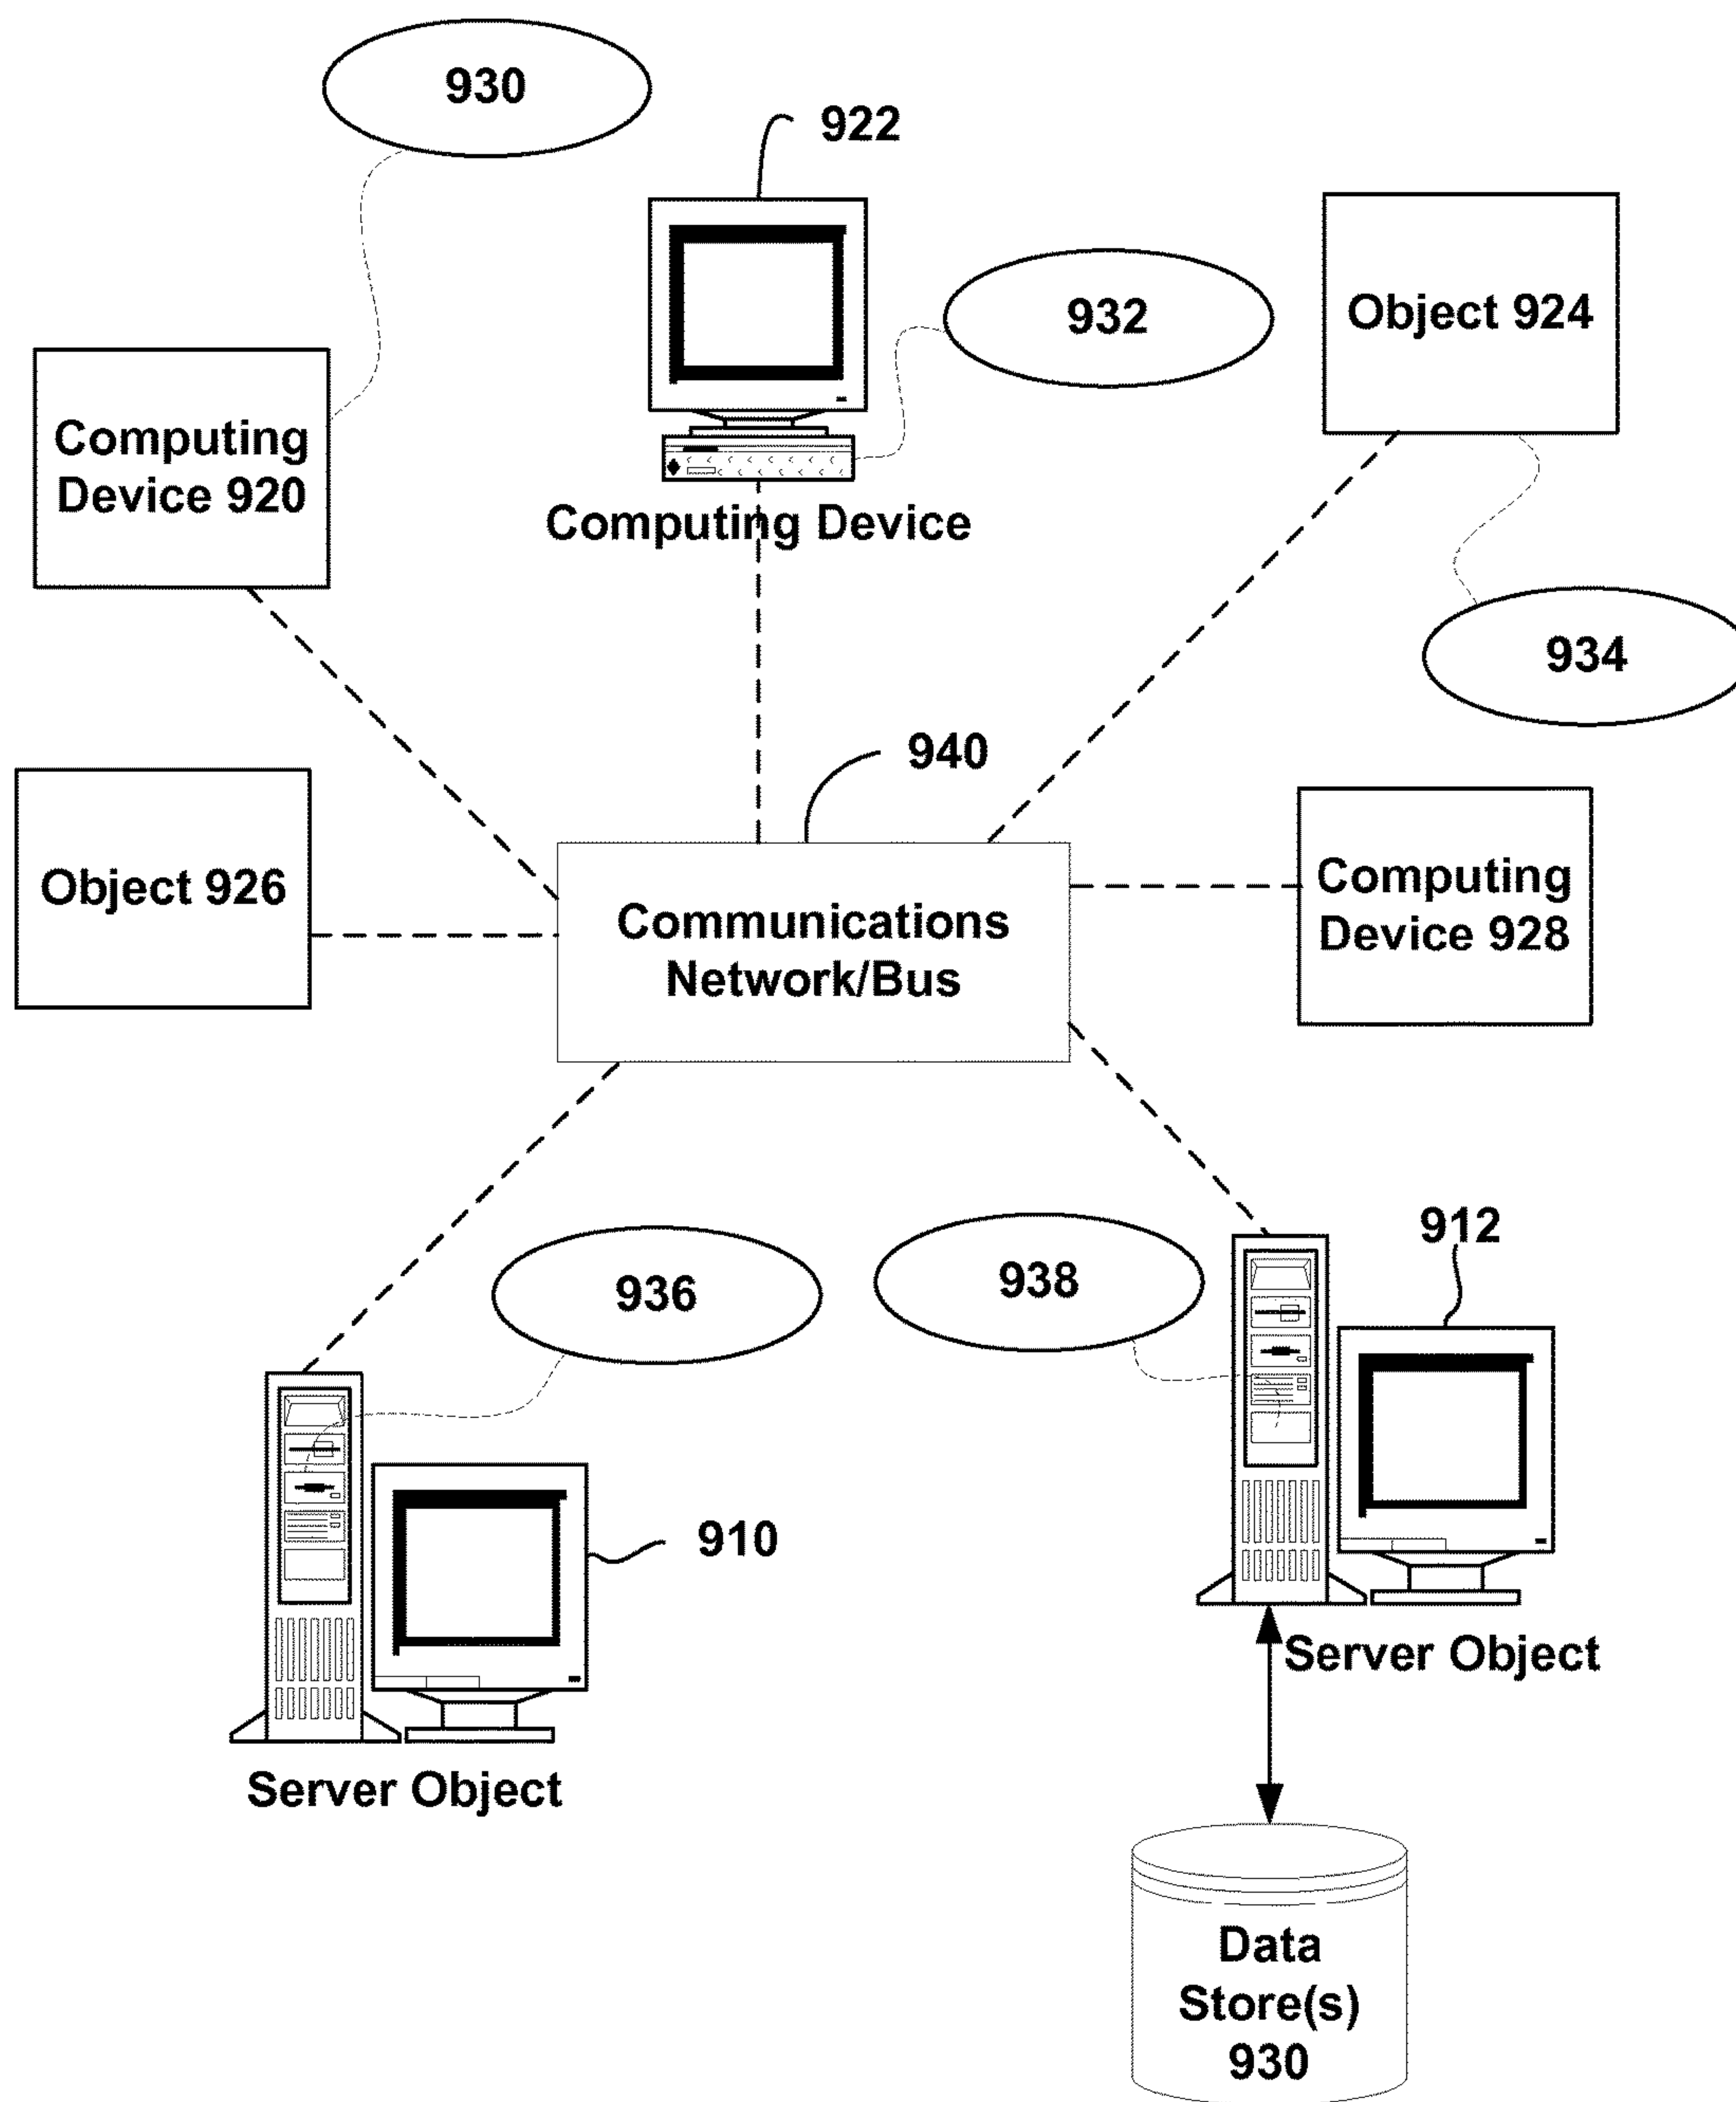 930
922
932
Object 924
Computing
Device 920
Computing Device
934
940
Object 926
Communications
Network/Bus
Computing
Device 928
936
938
912
910
Server Object
Server Object
Data
Store(s)
930